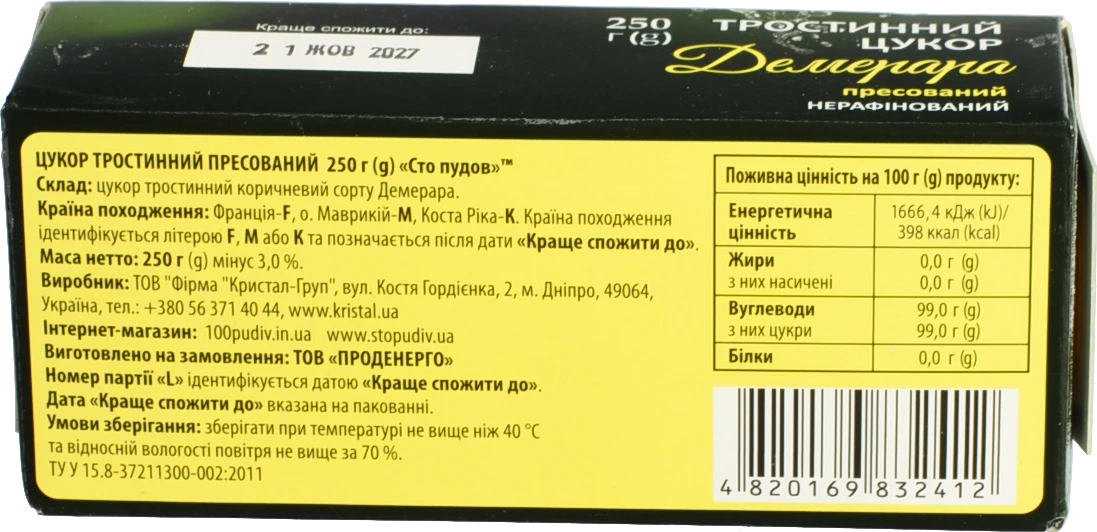 Краще спожити до:
2 1 ЖОВ 2027
250
г (g)
ТРОСТИННИЙ
ЦУКОР
Демерара
пресований
НЕРАФІНОВАНИЙ
ЦУКОР ТРОСТИННИЙ ПРЕСОВАНИЙ 250 г (g) «Сто пудов»™
Склад: цукор тростинний коричневий сорту Демерара.
Країна походження: Франція-F, о. Маврикій-М, Коста Ріка-К. Країна походження
ідентифікується літерою F, М або К та позначається після дати «Краще спожити до».
Маса нетто: 250 г (g) мінус 3,0 %.
Виробник: ТОВ "Фірма "Кристал-Груп", вул. Костя Гордієнка, 2, м. Дніпро, 49064,
Україна, тел.: +380 56 371 40 44, www.kristal.ua
Інтернет-магазин: 100pudiv.in.ua www.stopudiv.ua
Виготовлено на замовлення: ТОВ «ПРОДЕНЕРГО»
Номер партії «L» ідентифікується датою «Краще спожити до».
Дата «Краще спожити до» вказана на пакованні.
Умови зберігання: зберігати при температурі не вище ніж 40 °С
та відносній вологості повітря не вище за 70 %.
ТУ У 15.8-37211300-002:2011
Поживна цінність на 100 г (g) продукту:
Енергетична 1666,4 кДж (kJ)/
цінність 398 ккал (kcal)
Жири 0,0 г (g)
з них насичені 0,0 г (g)
Вуглеводи 99,0 г (g)
з них цукри 99,0 г (g)
Білки 0,0 г (g)
4 820169 832412